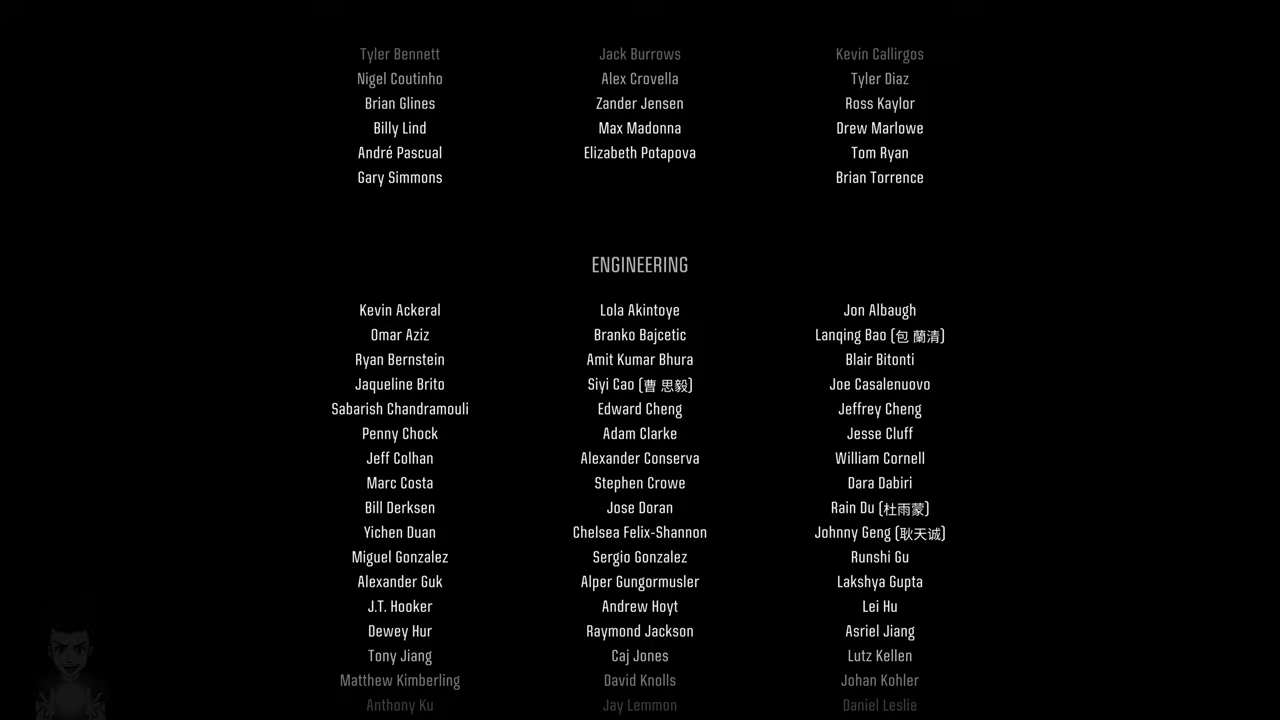 Tyler Bennett Jack Burrows Kevin Callirgos
Nigel Coutinho Alex Crovella Tyler Diaz
Brian Glines Zander Jensen Ross Kaylor
Billy Lind Max Madonna Drew Marlowe
André Pascual Elizabeth Potapova Tom Ryan
Gary Simmons Brian Torrence
ENGINEERING
Kevin Ackeral Lola Akintoye Jon Albaugh
Omar Aziz Branko Bajcetic Lanqing Bao (包 蘭清)
Ryan Bernstein Amit Kumar Bhura Blair Bitonti
Jaqueline Brito Siyi Cao (曹 思毅) Joe Casalenuovo
Sabarish Chandramouli Edward Cheng Jeffrey Cheng
Penny Chock Adam Clarke Jesse Cluff
Jeff Colhan Alexander Conserva William Cornell
Marc Costa Stephen Crowe Dara Dabiri
Bill Derksen Jose Doran Rain Du (杜雨蒙)
Yichen Duan Chelsea Felix-Shannon Johnny Geng (耿天诚)
Miguel Gonzalez Sergio Gonzalez Runshi Gu
Alexander Guk Alper Gungormusler Lakshya Gupta
J.T. Hooker Andrew Hoyt Lei Hu
Dewey Hur Raymond Jackson Asriel Jiang
Tony Jiang Caj Jones Lutz Kellen
Matthew Kimberling David Knolls Johan Kohler
Anthony Ku Jay Lemmon Daniel Leslie